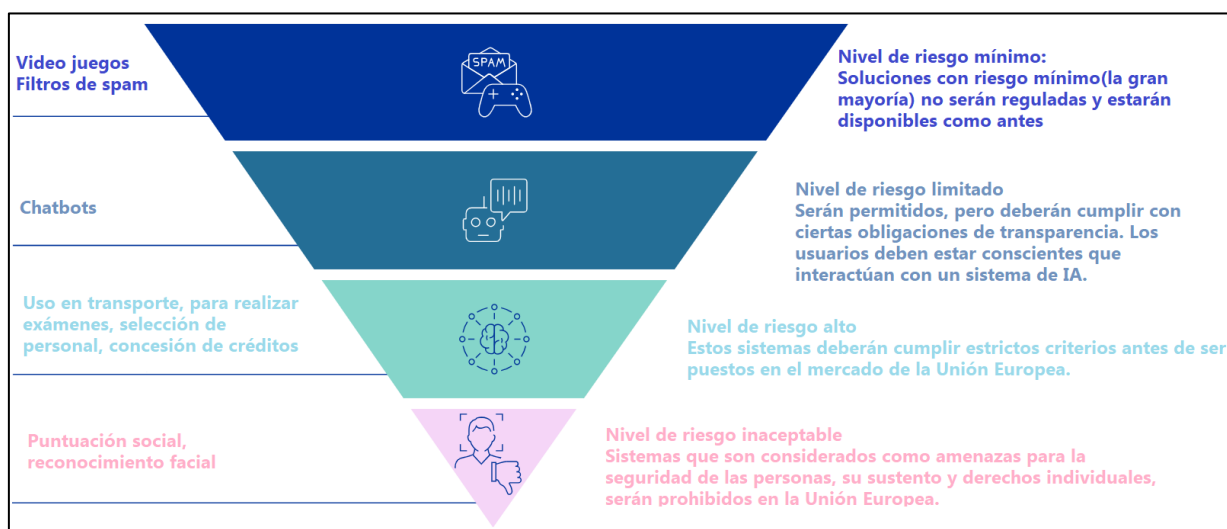 Video juegos
Filtros de spam
SPAM
Nivel de riesgo mínimo:
Soluciones con riesgo mínimo(la gran
mayoría) no serán reguladas y estarán
disponibles como antes
Chatbots
Nivel de riesgo limitado
Serán permitidos, pero deberán cumplir con
ciertas obligaciones de transparencia. Los
usuarios deben estar conscientes que
interactúan con un sistema de IA.
Uso en transporte, para realizar
exámenes, selección de
personal, concesión de créditos
Nivel de riesgo alto
Estos sistemas deberán cumplir estrictos criterios antes de ser
puestos en el mercado de la Unión Europea.
Puntuación social,
reconocimiento facial
Nivel de riesgo inaceptable
Sistemas que son considerados como amenazas para la
seguridad de las personas, su sustento y derechos individuales,
serán prohibidos en la Unión Europea.